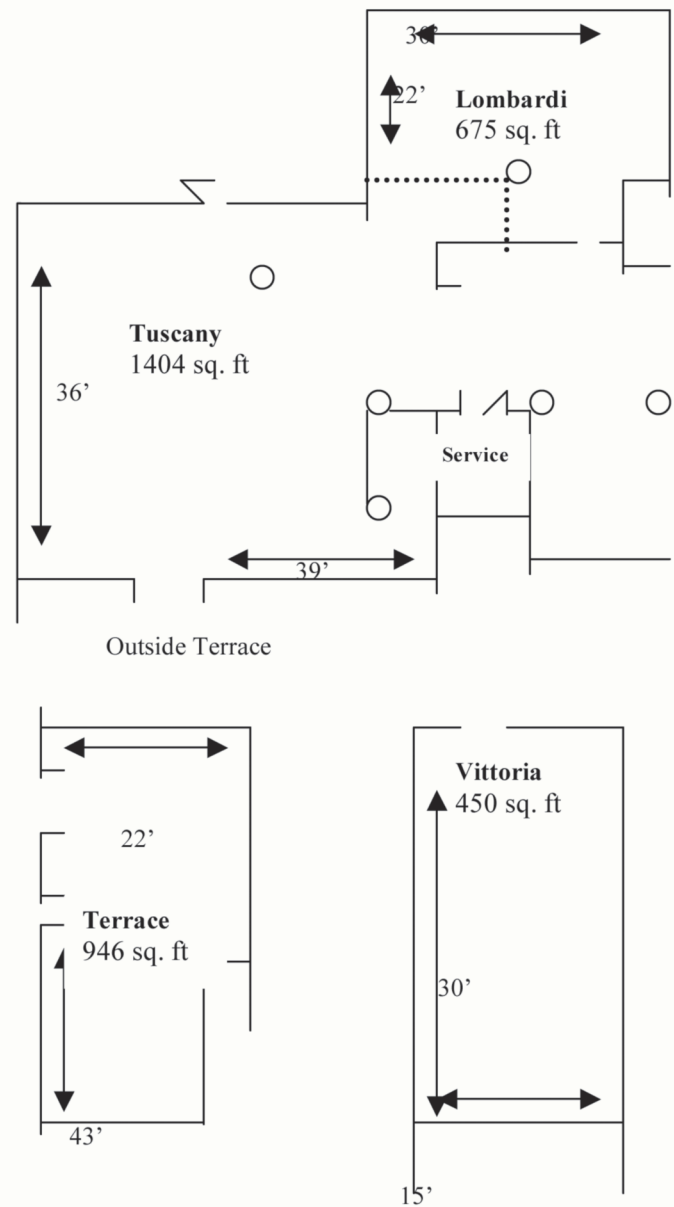 30’
22’
Lombardi
675 sq. ft
Tuscany
1404 sq. ft
36’
Service
39’
Outside Terrace
Vittoria
450 sq. ft
22’
Terrace
946 sq. ft
30’
43’
15’